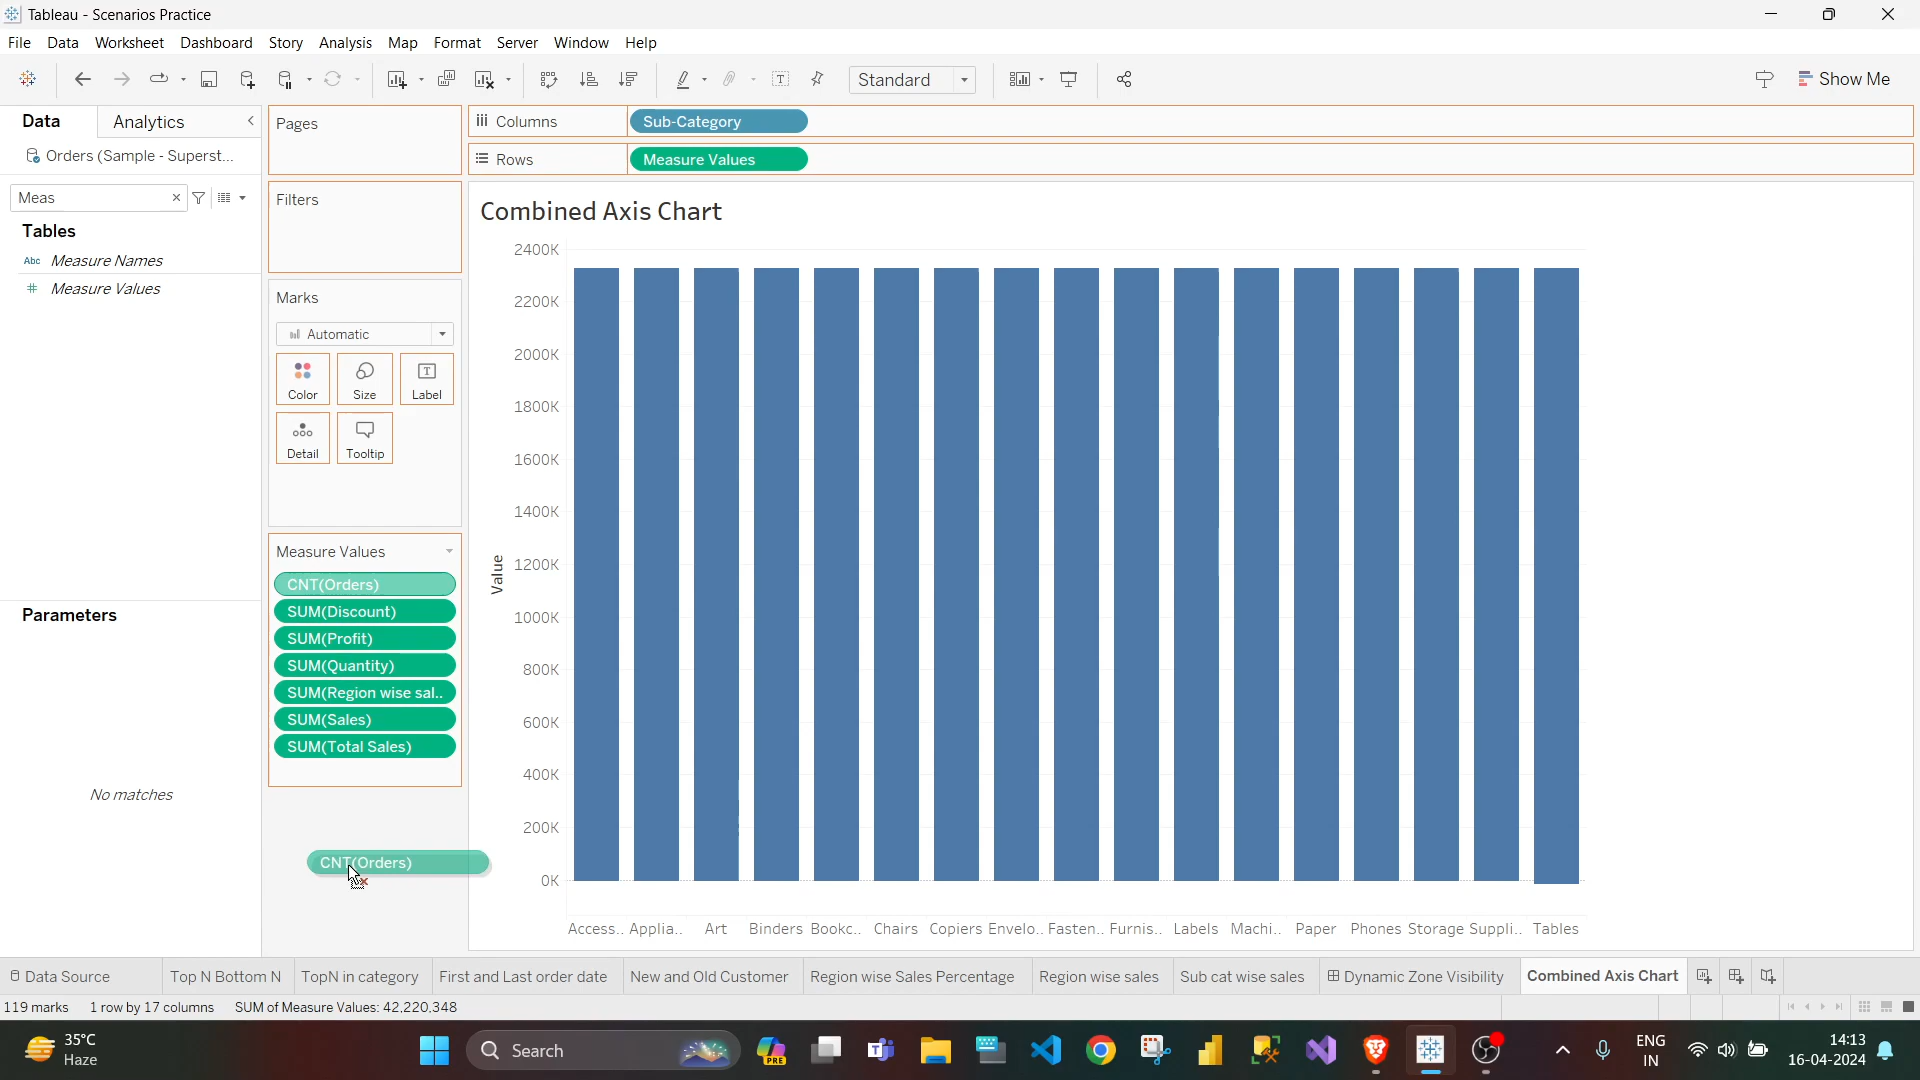 Tableau - Scenarios Practice
File Data Worksheet Dashboard Story Analysis Map Format Server Window Help
Standard
Show Me
Data Analytics
Orders (Sample - Superst...
Meas
Tables
Abc Measure Names
# Measure Values
Parameters
No matches
Pages
Filters
Marks
Automatic
Color Size Label
Detail Tooltip
Measure Values
CNT(Orders)
SUM(Discount)
SUM(Profit)
SUM(Quantity)
SUM(Region wise sal..
SUM(Sales)
SUM(Total Sales)
CNT(Orders)
Columns Sub-Category
Rows Measure Values
Combined Axis Chart
2400K
2200K
2000K
1800K
1600K
1400K
1200K
1000K
800K
600K
400K
200K
0K
Value
Access.. Applia.. Art Binders Bookc.. Chairs Copiers Envelo.. Fasten.. Furnis.. Labels Machi.. Paper Phones Storage Suppli.. Tables
Data Source Top N Bottom N TopN in category First and Last order date New and Old Customer Region wise Sales Percentage Region wise sales Sub cat wise sales Dynamic Zone Visibility Combined Axis Chart
119 marks 1 row by 17 columns SUM of Measure Values: 42,220,348
35°C
Haze
Search
PRE
ENG
IN
14:13
16-04-2024